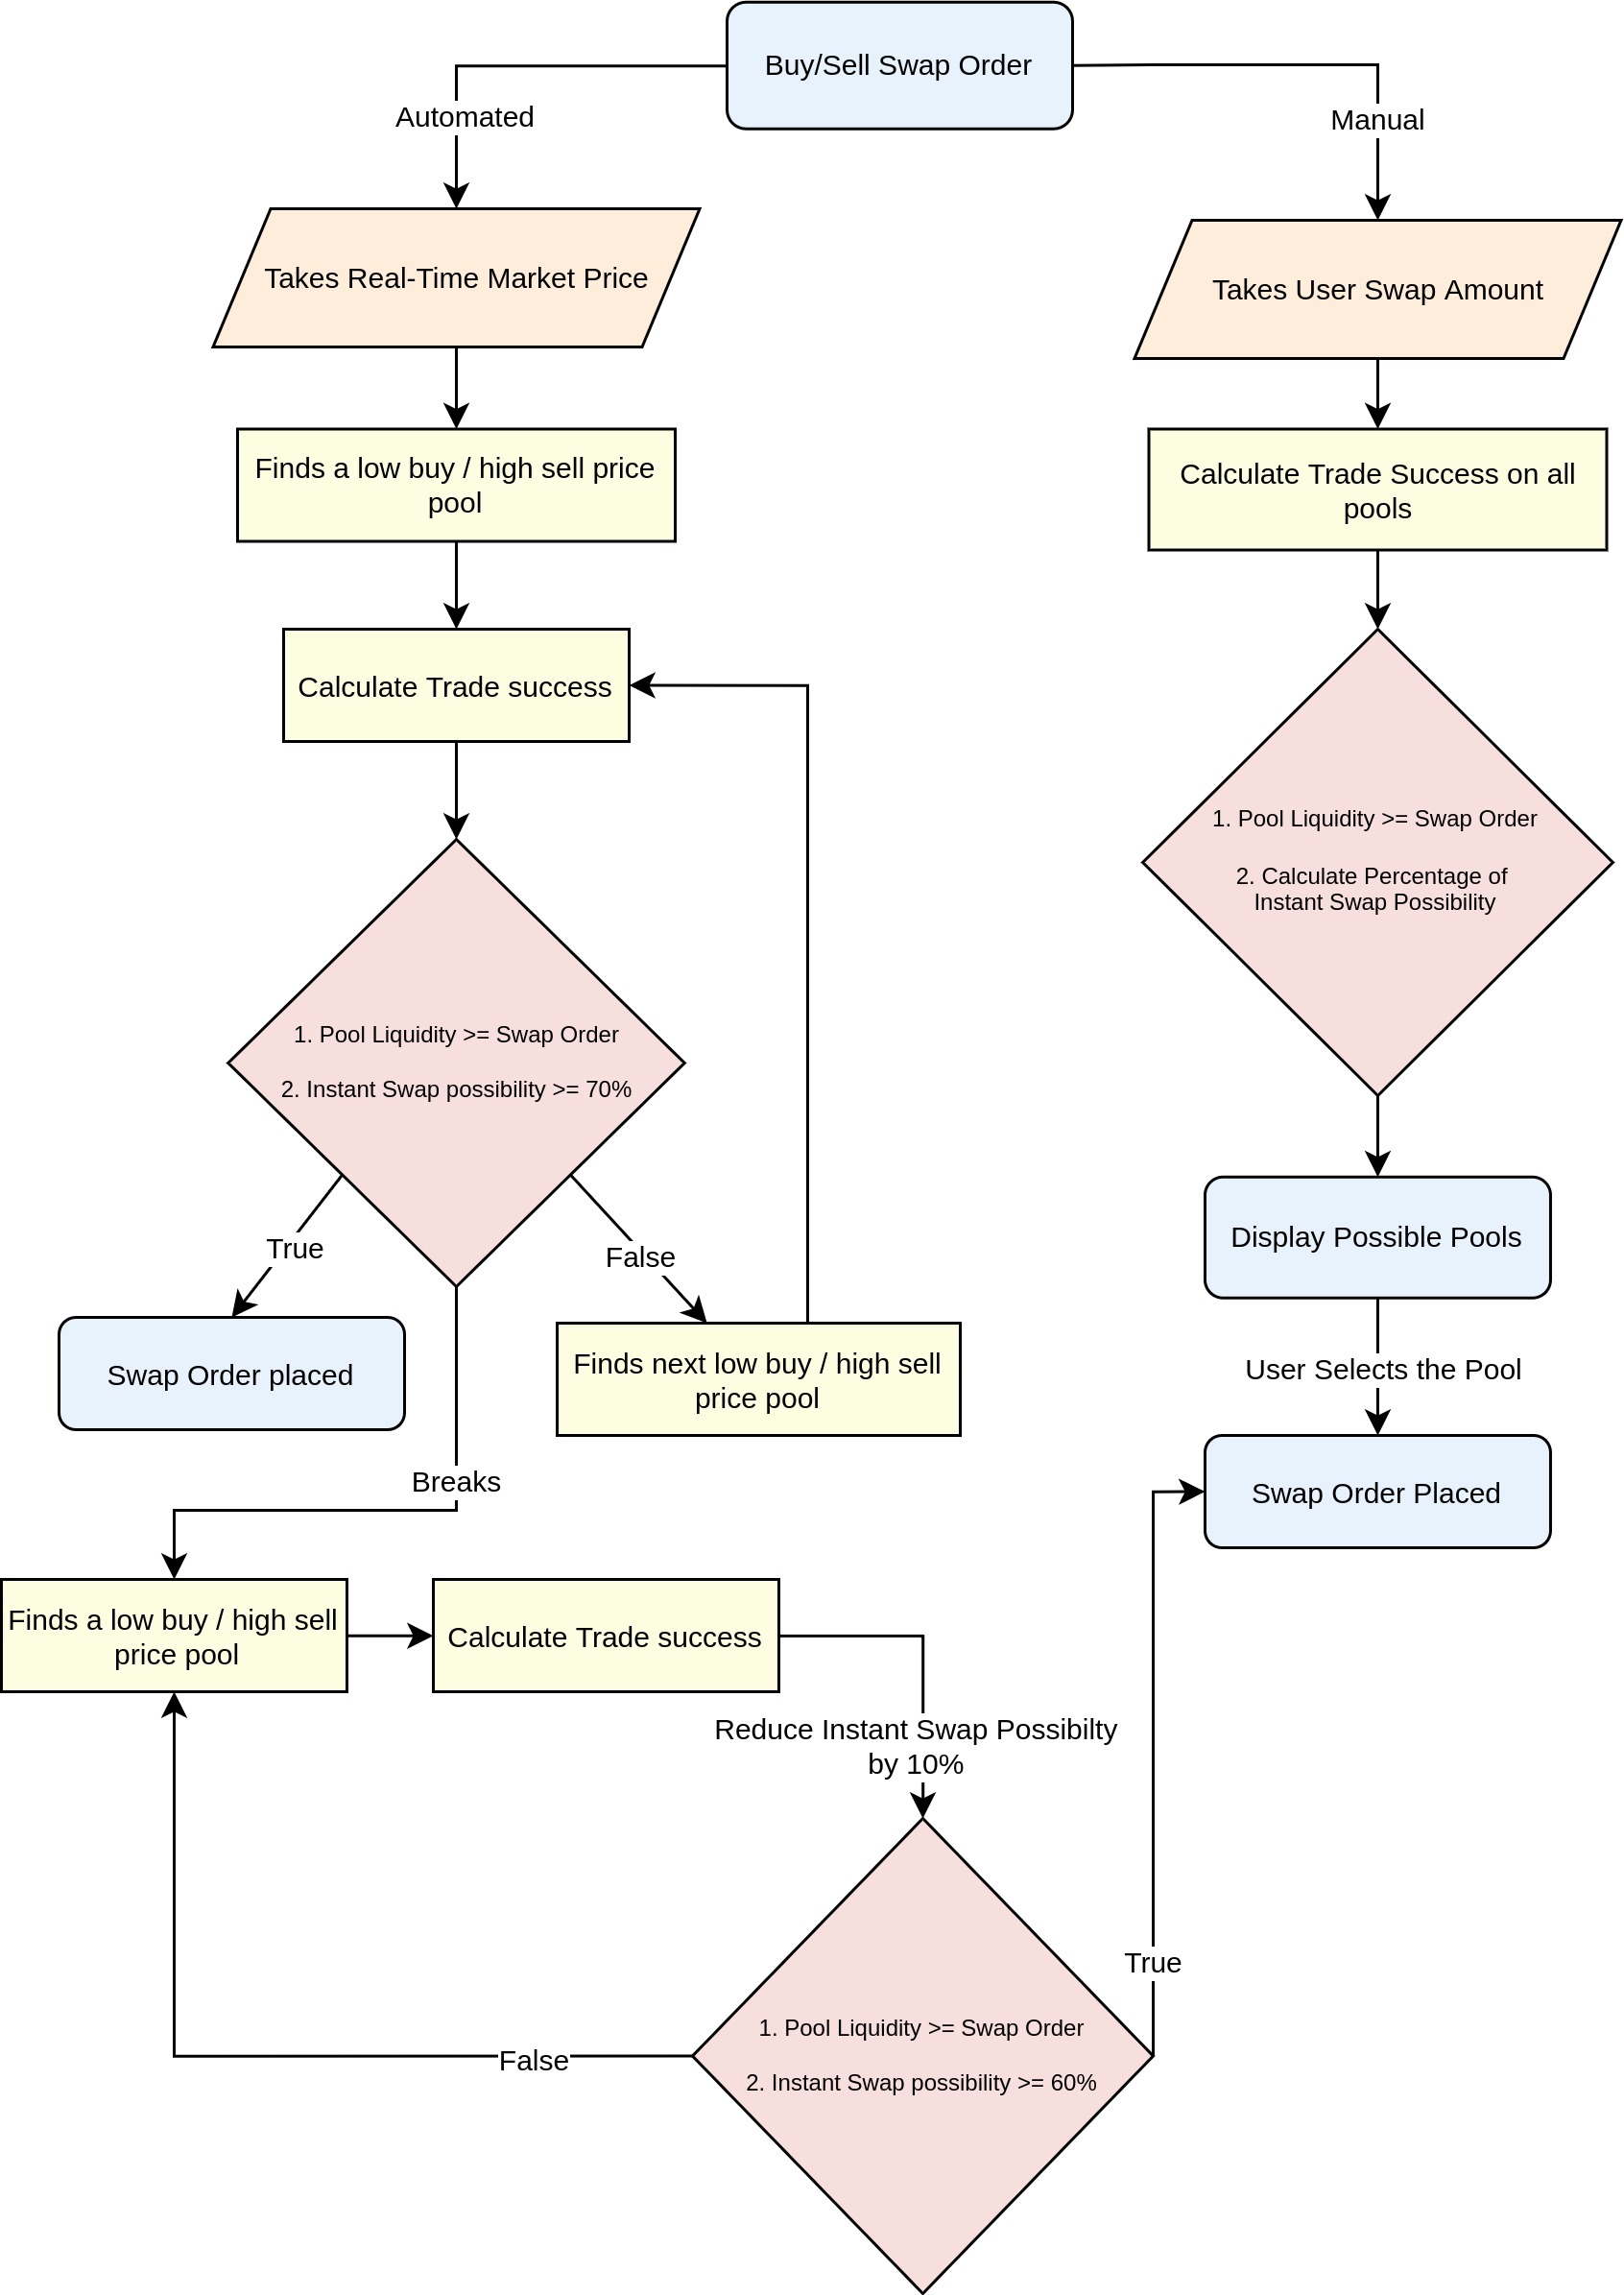 Buy/Sell Swap Order
Automated
Manual
Takes Real-Time Market Price
Takes User Swap Amount
Finds a low buy / high sell price
pool
Calculate Trade Success on all
pools
Calculate Trade success
1. Pool Liquidity >= Swap Order
2. Calculate Percentage of
Instant Swap Possibility
1. Pool Liquidity >= Swap Order
2. Instant Swap possibility >= 70%
True
False
Display Possible Pools
Swap Order placed
Finds next low buy / high sell
price pool
User Selects the Pool
Breaks
Swap Order Placed
Finds a low buy / high sell
price pool
Calculate Trade success
Reduce Instant Swap Possibilty
by 10%
True
1. Pool Liquidity >= Swap Order
2. Instant Swap possibility >= 60%
False